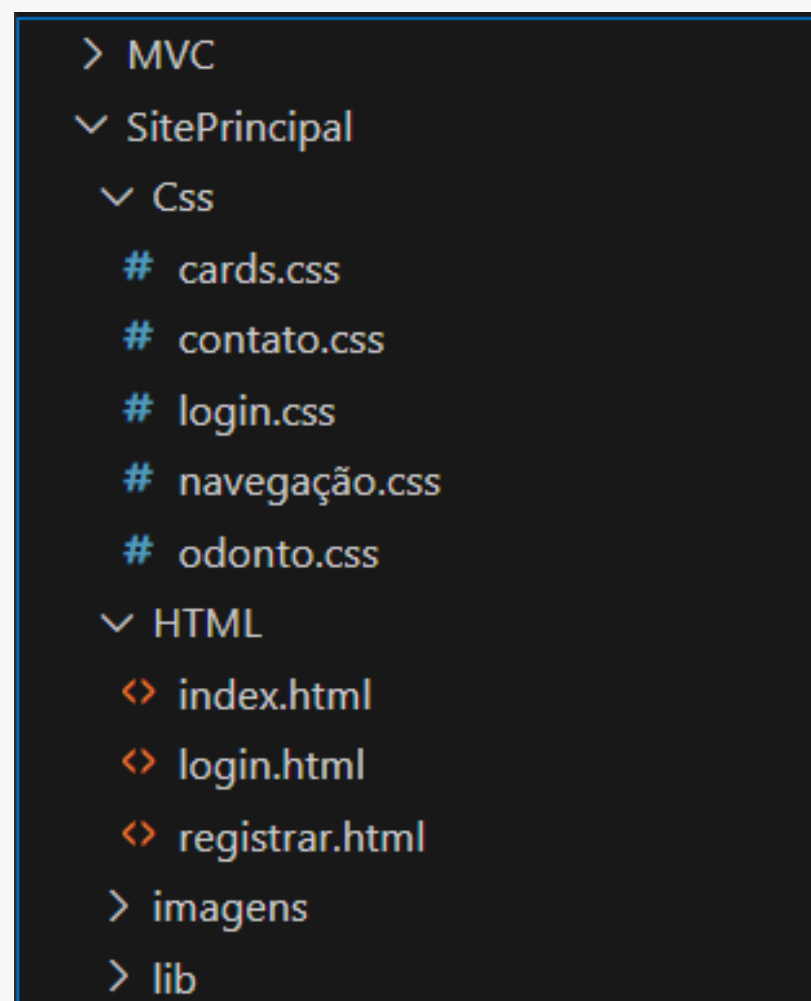 MVC
SitePrincipal
Css
# cards.css
# contato.css
# login.css
# navegação.css
# odonto.css
HTML
<> index.html
<> login.html
<> registrar.html
imagens
lib